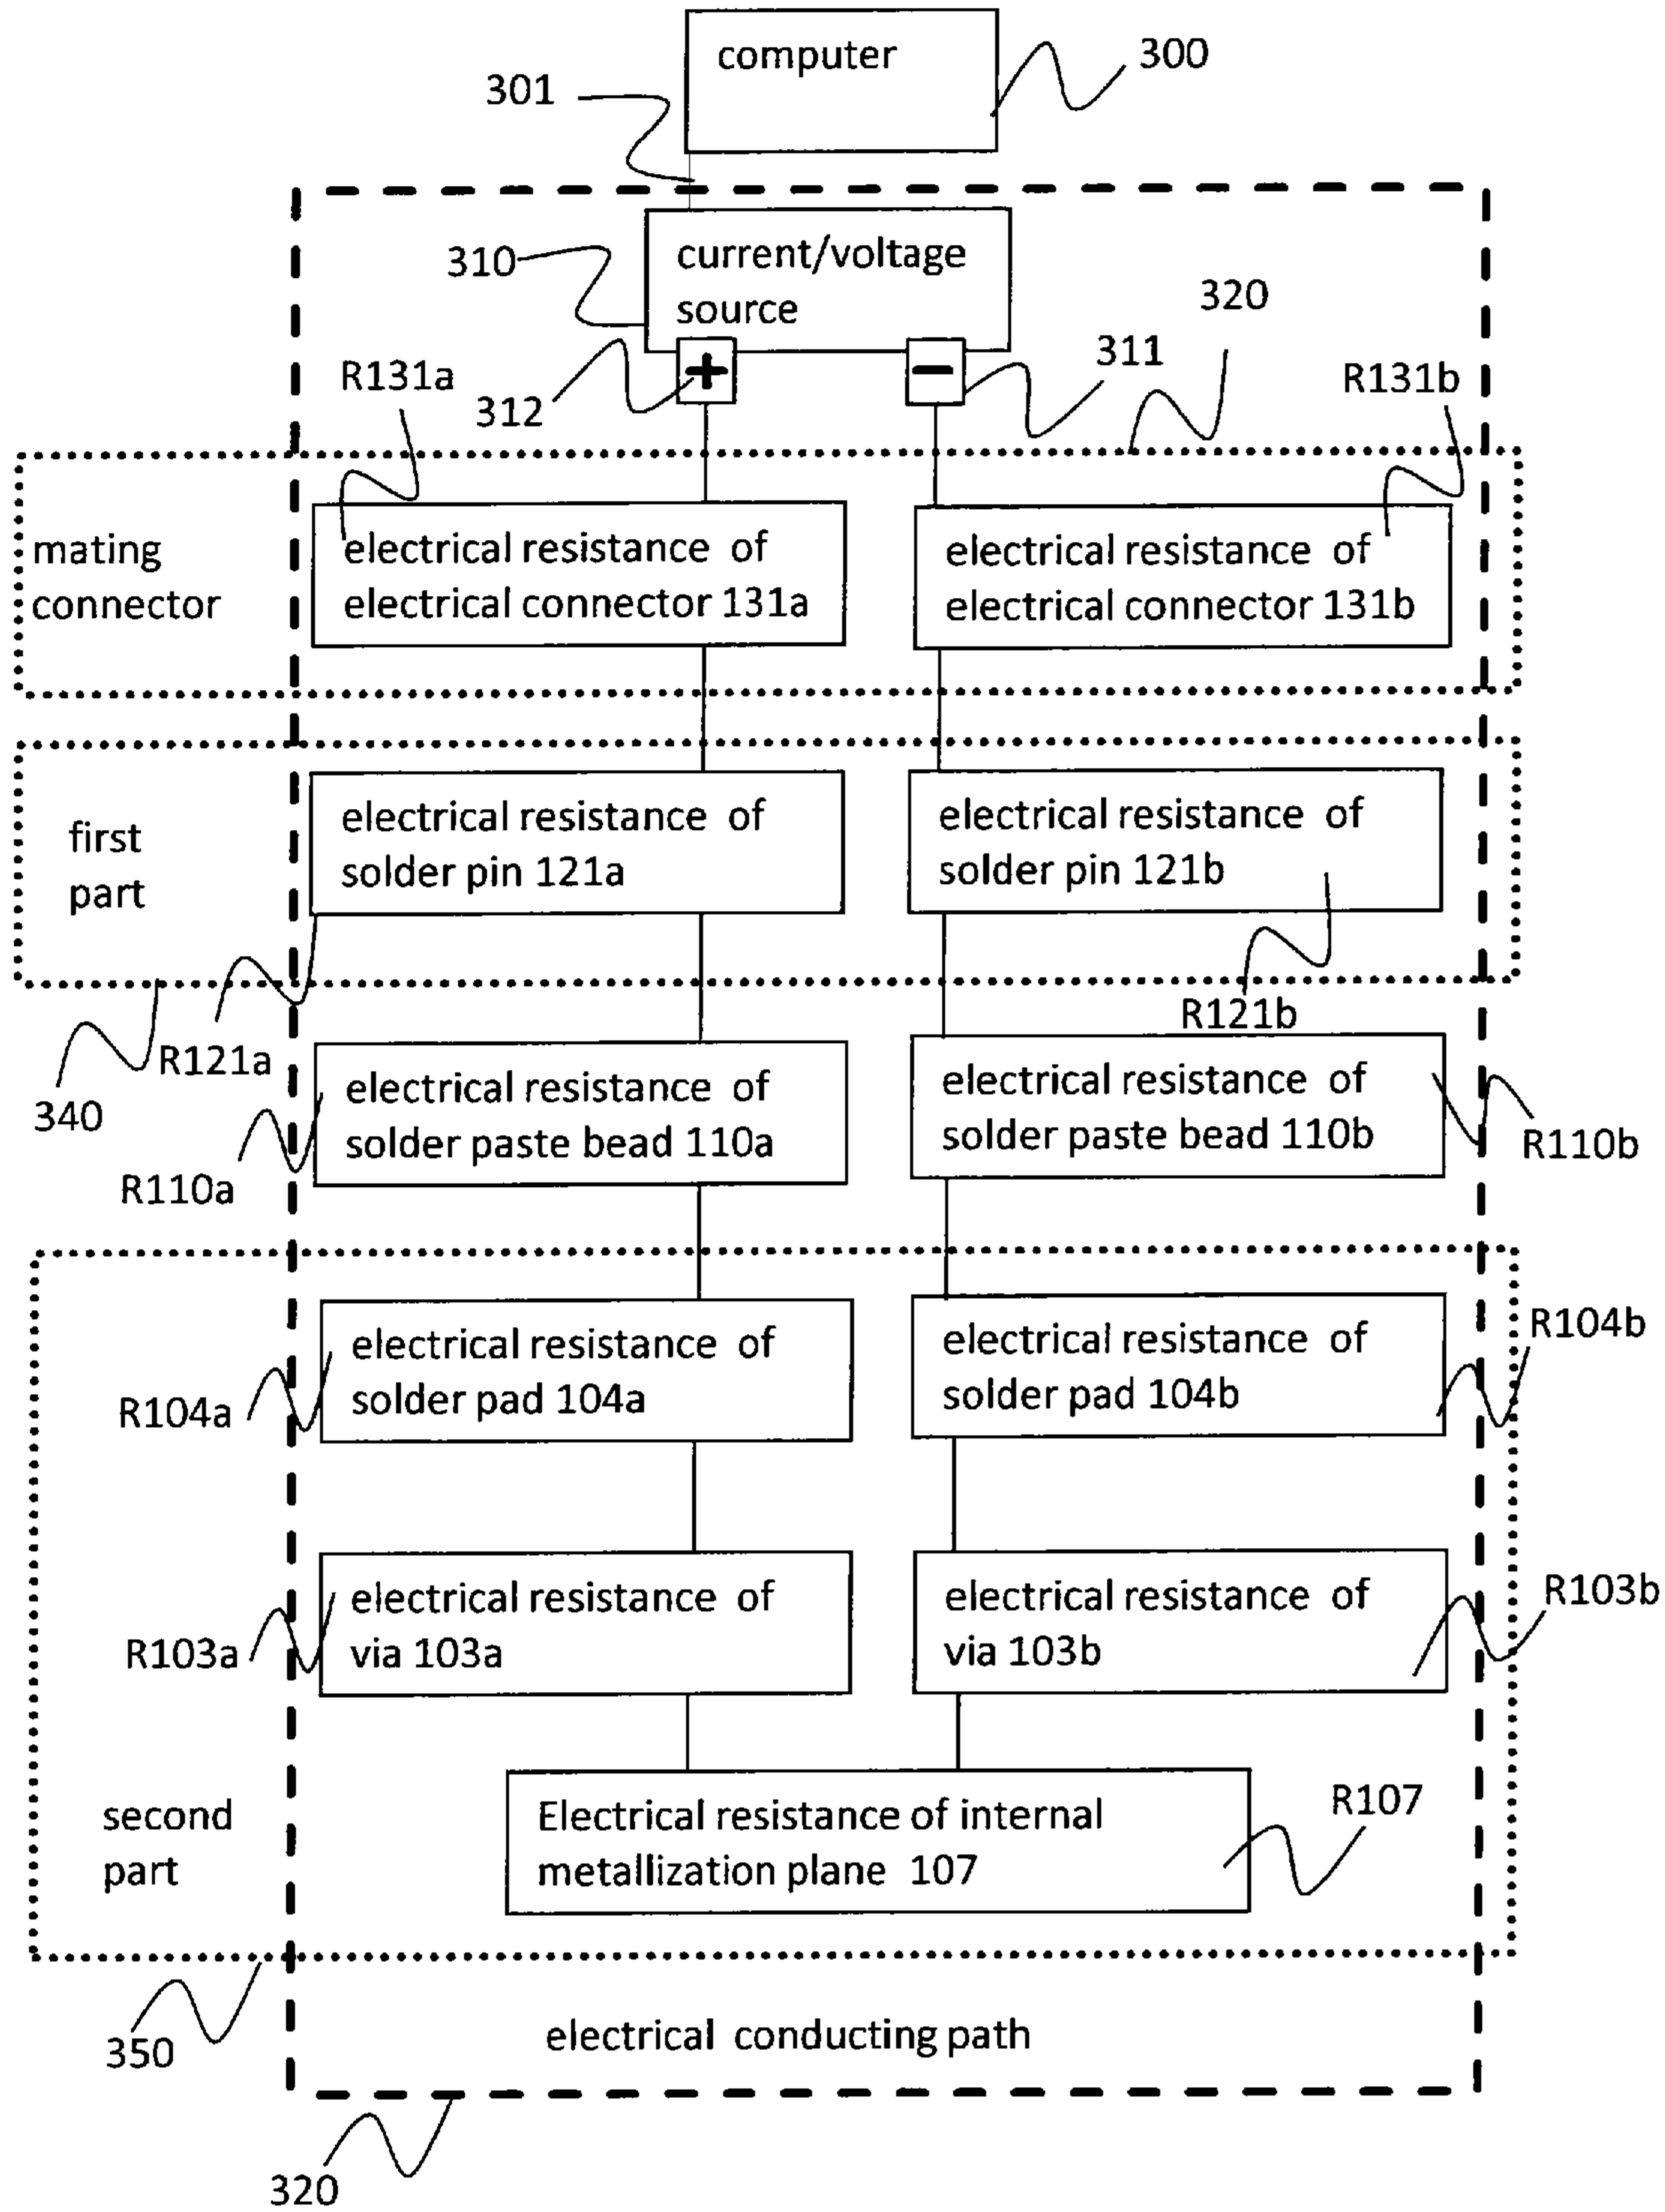 computer
300
301
current/voltage
source
310
320
+
−
311
R131a
R131b
312
mating
connector
electrical resistance of
electrical connector 131a
electrical resistance of
electrical connector 131b
first
part
electrical resistance of
solder pin 121a
electrical resistance of
solder pin 121b
R121b
R121a
340
electrical resistance of
solder paste bead 110a
electrical resistance of
solder paste bead 110b
R110b
R110a
electrical resistance of
solder pad 104a
electrical resistance of
solder pad 104b
R104b
R104a
electrical resistance of
via 103a
electrical resistance of
via 103b
R103b
R103a
second
part
Electrical resistance of internal
metallization plane 107
R107
350
electrical conducting path
320